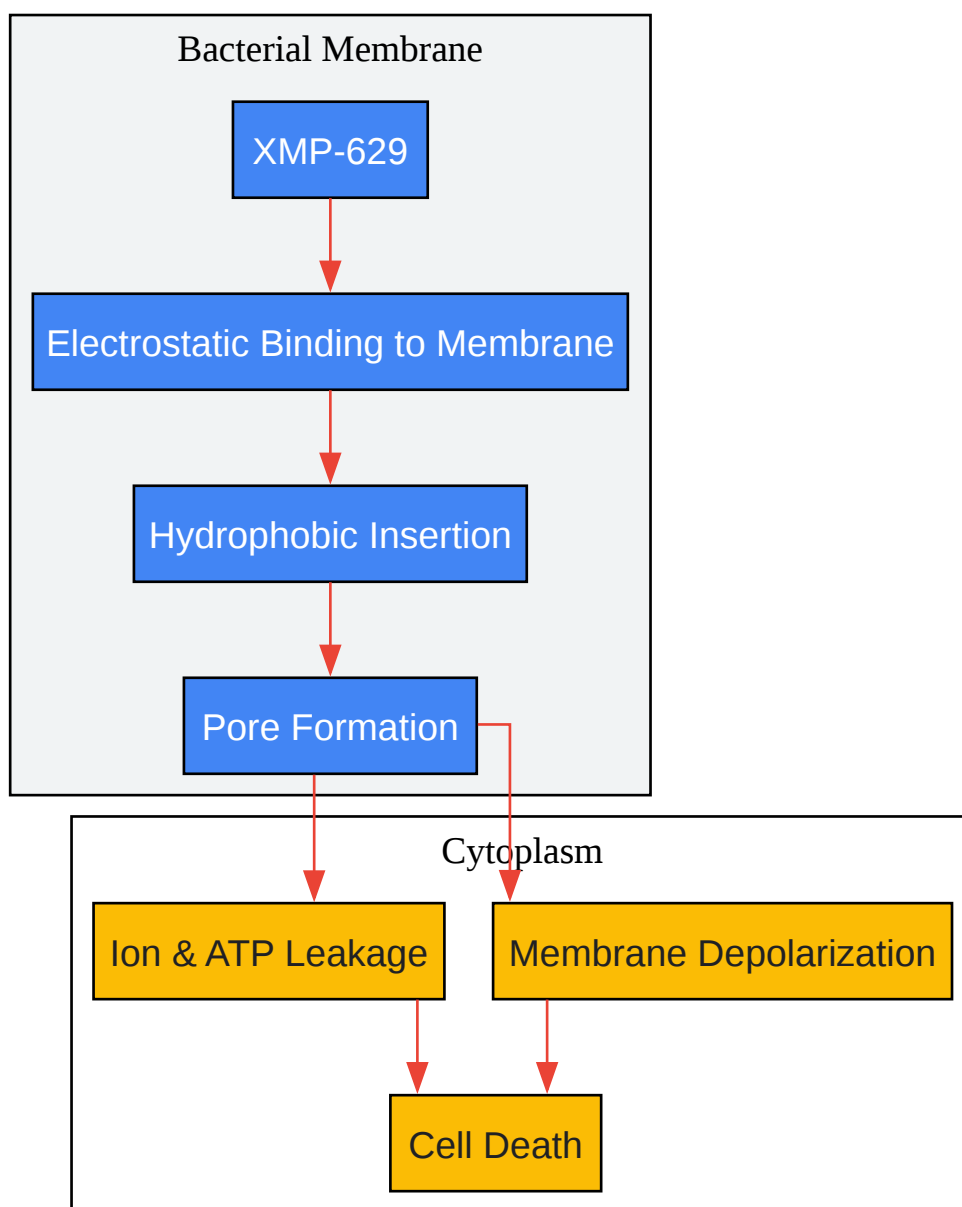 Bacterial Membrane
XMP-629
Electrostatic Binding to Membrane
Hydrophobic Insertion
Pore Formation
Cytoplasm
Ion & ATP Leakage
Membrane Depolarization
Cell Death